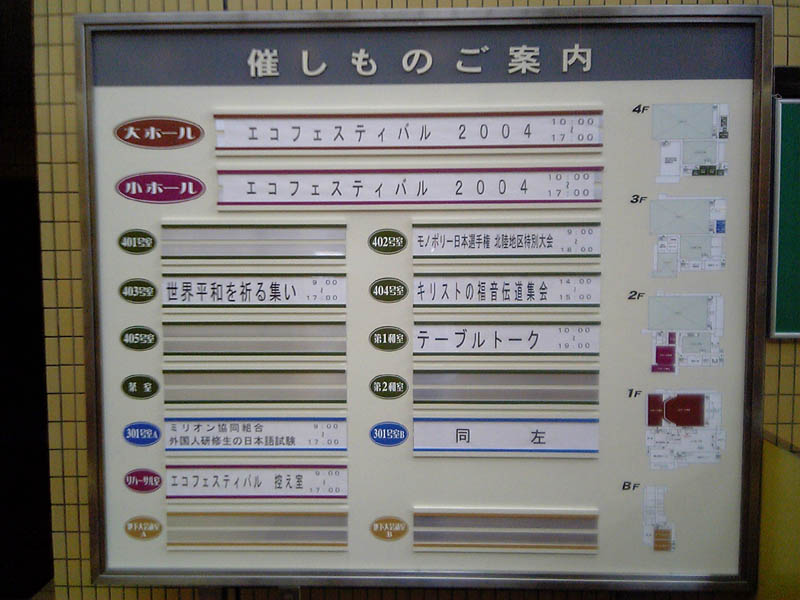 催しものご案内
大ホール
エコフェスティバル 2004
10:00
~
17:00
小ホール
エコフェスティバル 2004
10:00
~
17:00
401号室
402号室
モノポリー日本選手権 北陸地区特別大会
9:00
~
18:00
403号室
世界平和を祈る集い
9:00
~
17:00
404号室
キリストの福音伝道集会
14:00
~
15:00
405号室
第1和室
テーブルトーク
10:00
~
19:00
茶室
第2和室
301号室A
ミリオン協同組合
外国人研修生の日本語試験
9:00
~
17:00
301号室B
同 左
リハーサル室
エコフェスティバル 控え室
9:00
~
17:00
A
B
4F
3F
2F
1F
BF